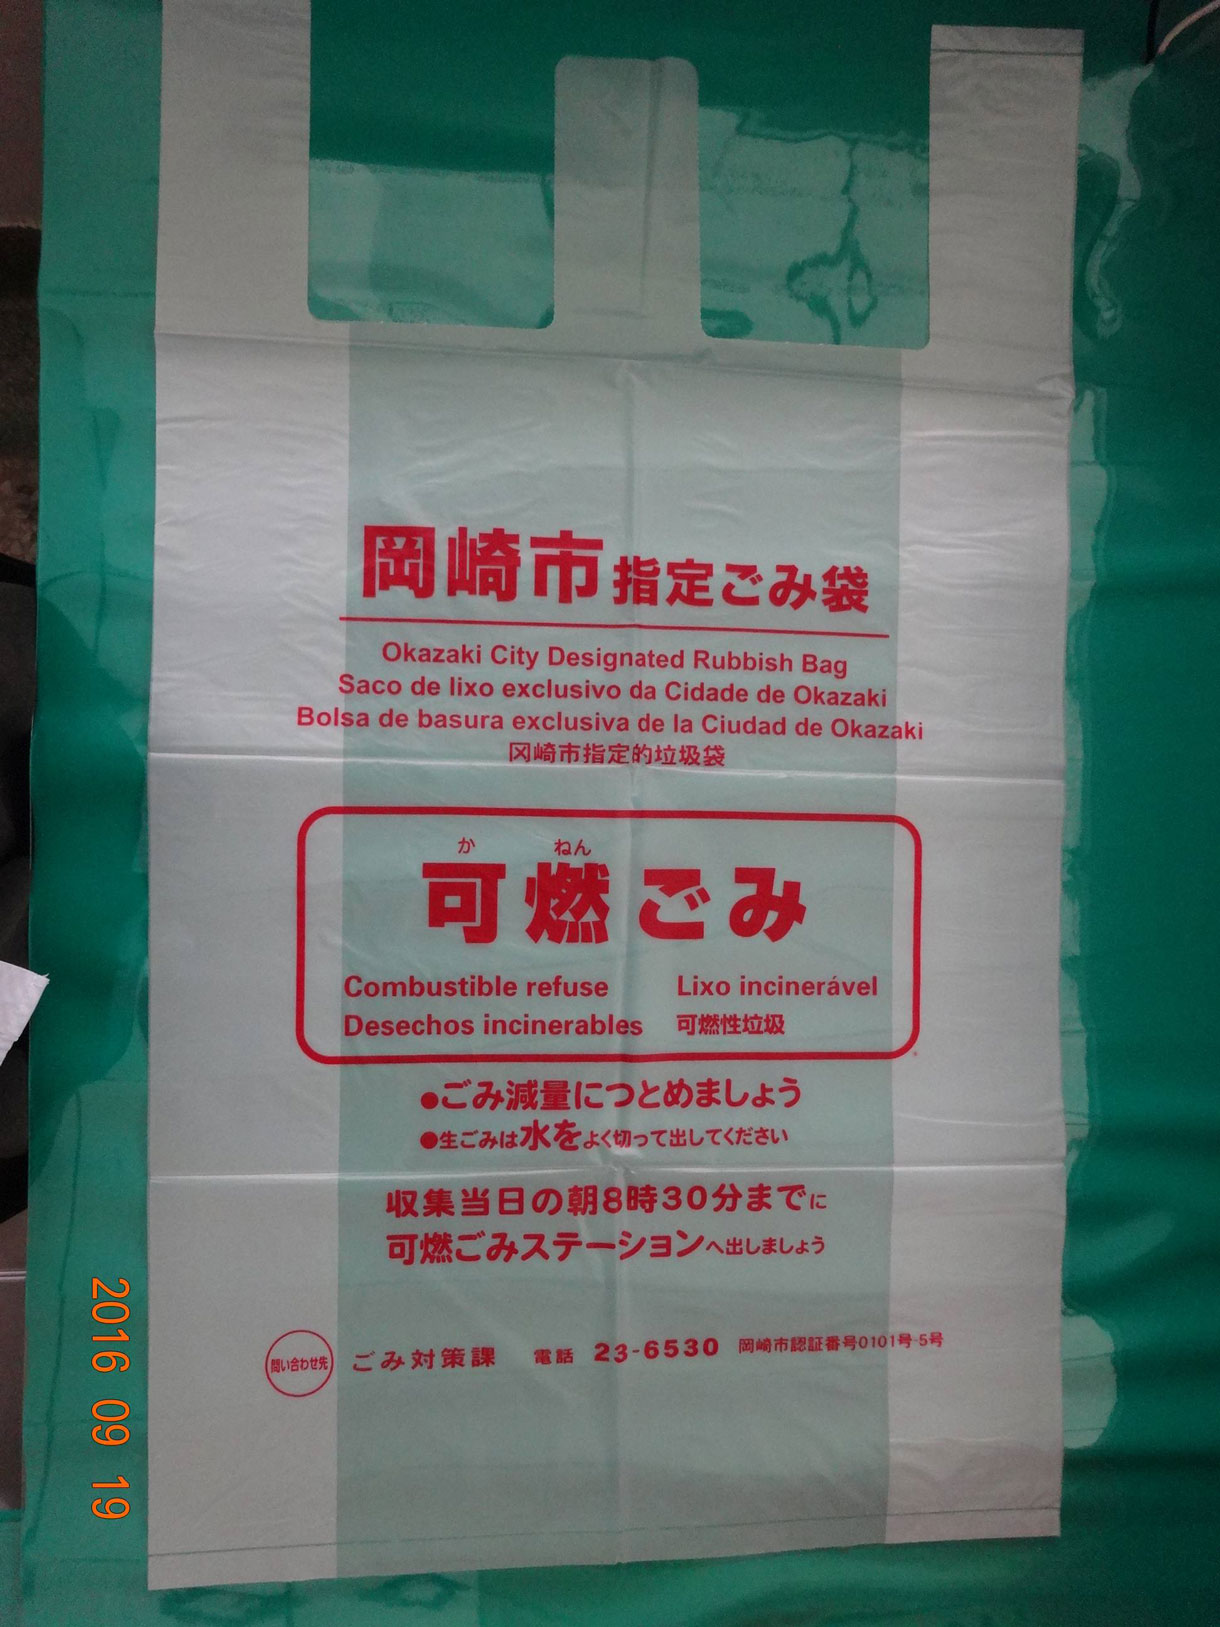 岡崎市指定ごみ袋
Okazaki City Designated Rubbish Bag
Saco de lixo exclusivo da Cidade de Okazaki
Bolsa de basura exclusiva de la Ciudad de Okazaki
冈崎市指定的垃圾袋
か ねん
可燃ごみ
Combustible refuse Lixo incinerável
Desechos incinerables 可燃性垃圾
●ごみ減量につとめましょう
●生ごみは水をよく切って出してください
収集当日の朝8時30分までに
可燃ごみステーションへ出しましょう
問い合わせ先 ごみ対策課 電話 23-6530 岡崎市認証番号0101号-5号
2016 09 19